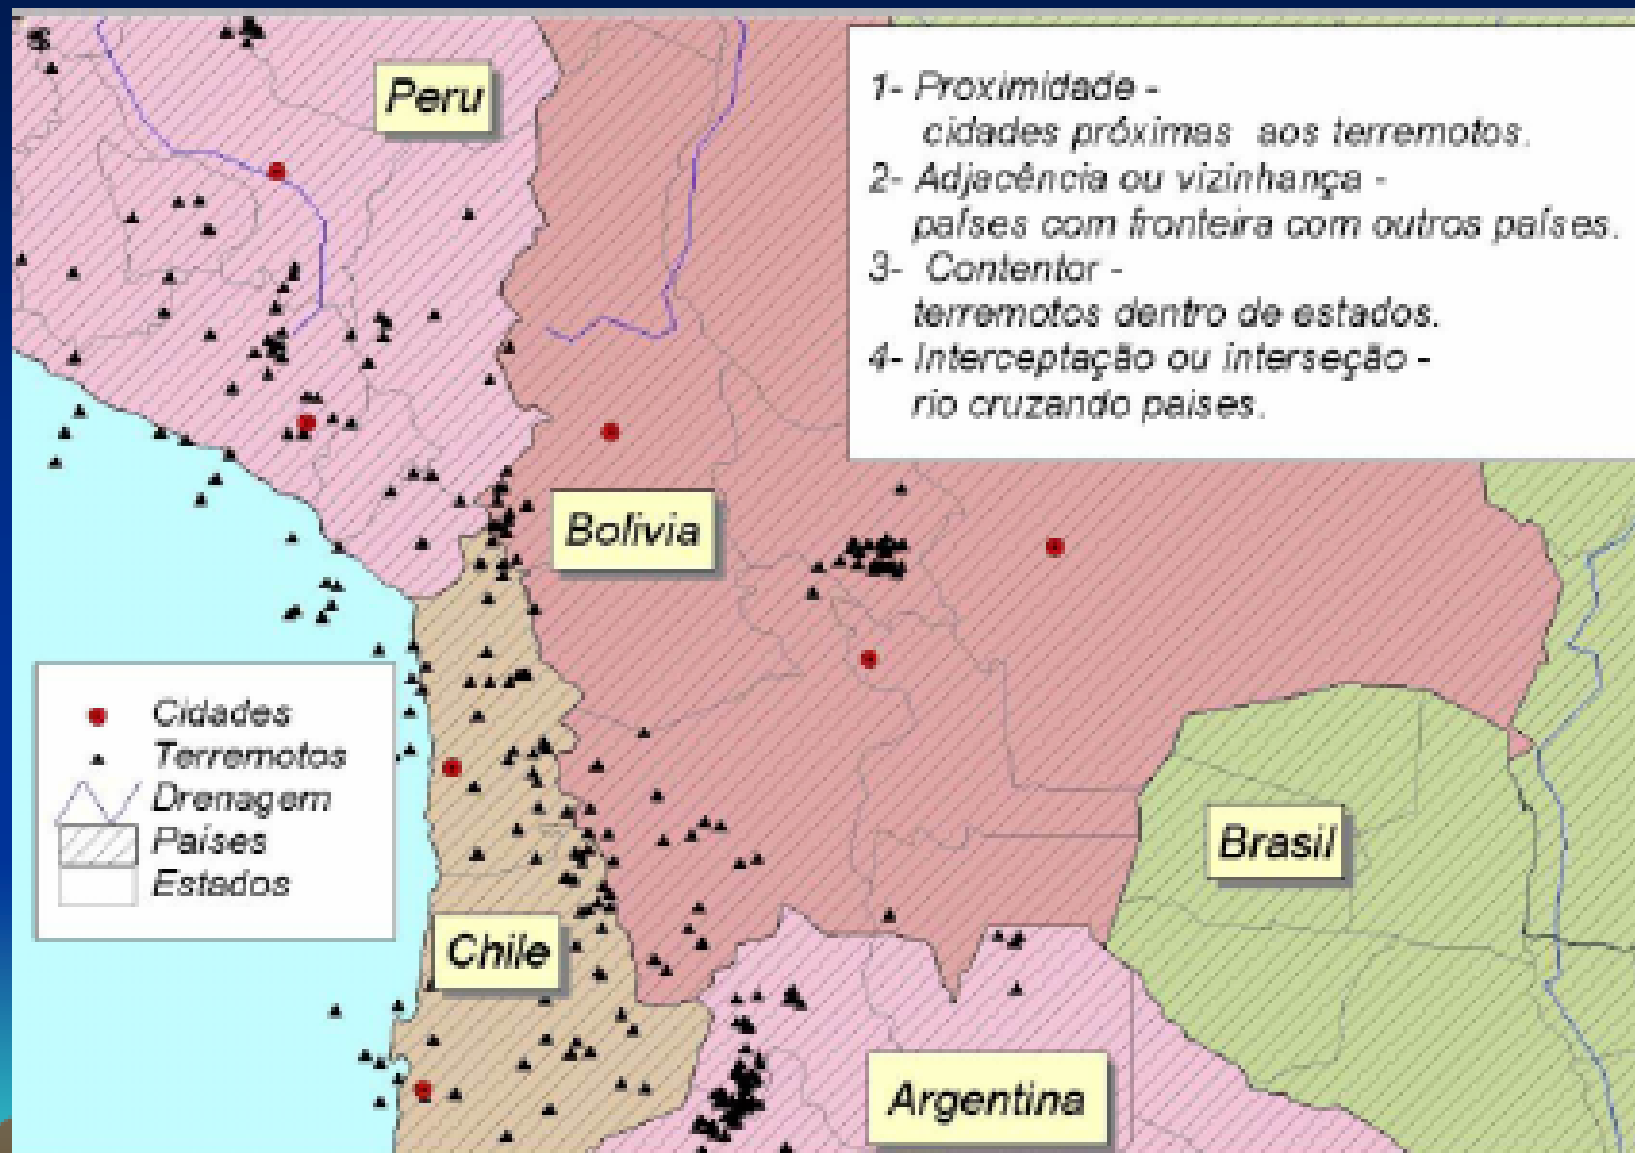 Peru
1- Proximidade -
cidades próximas aos terremotos.
2- Adjacência ou vizinhança -
países com fronteira com outros países.
3- Contentor -
terremotos dentro de estados.
4- Interceptação ou interseção -
rio cruzando paises.
Bolivia
Cidades
Terremotos
Drenagem
Países
Estados
Brasil
Chile
Argentina